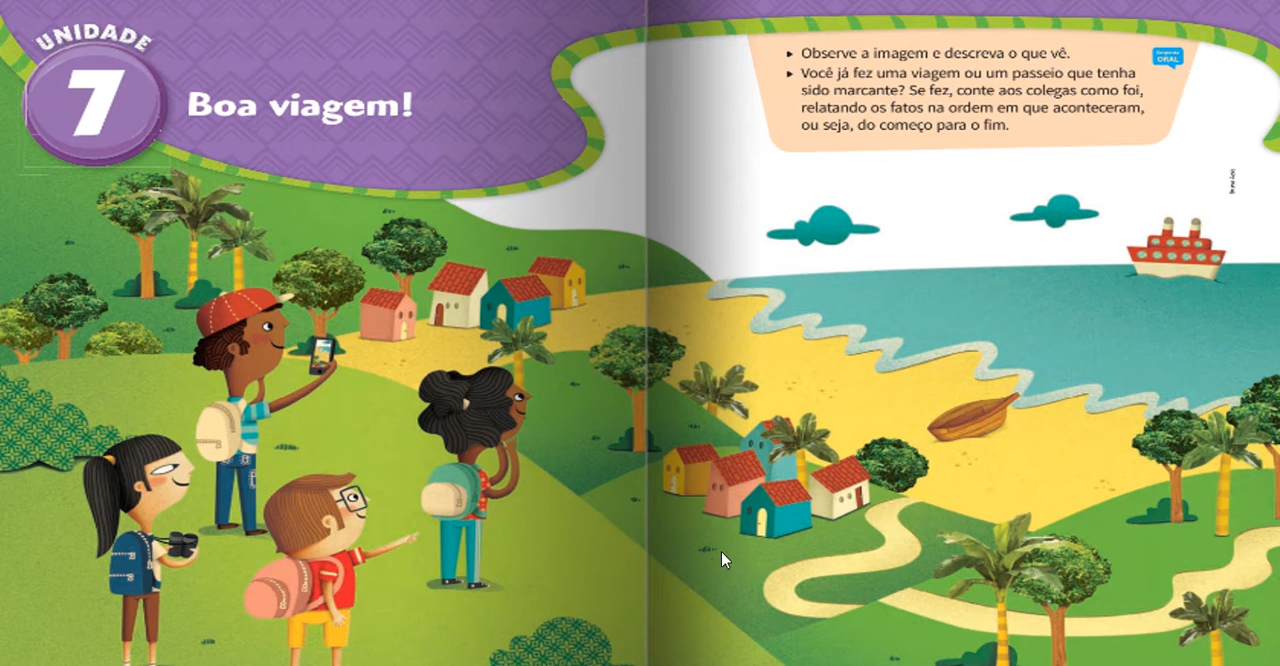 UNIDADE
7
Boa viagem!
▸ Observe a imagem e descreva o que vê.
▸ Você já fez uma viagem ou um passeio que tenha
sido marcante? Se fez, conte aos colegas como foi,
relatando os fatos na ordem em que aconteceram,
ou seja, do começo para o fim.
ORAL